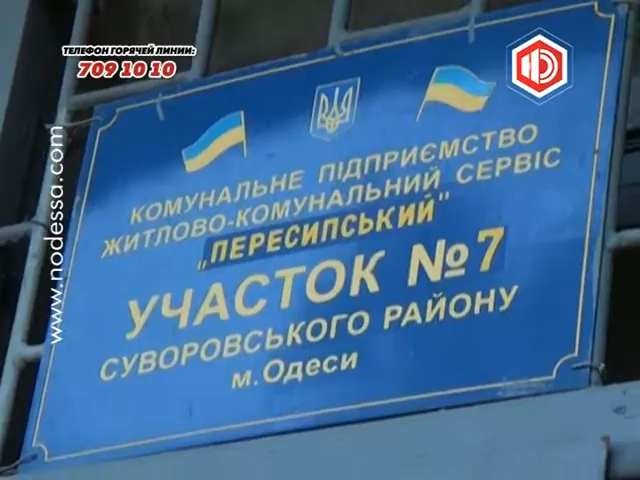 ТЕЛЕФОН ГОРЯЧЕЙ ЛИНИИ:
709 10 10
www.nodessa.com
КОМУНАЛЬНЕ ПІДПРИЄМСТВО
ЖИТЛОВО-КОМУНАЛЬНИЙ СЕРВІС
„ПЕРЕСИПСЬКИЙ"
УЧАСТОК №7
СУВОРОВСЬКОГО РАЙОНУ
м. Одеси